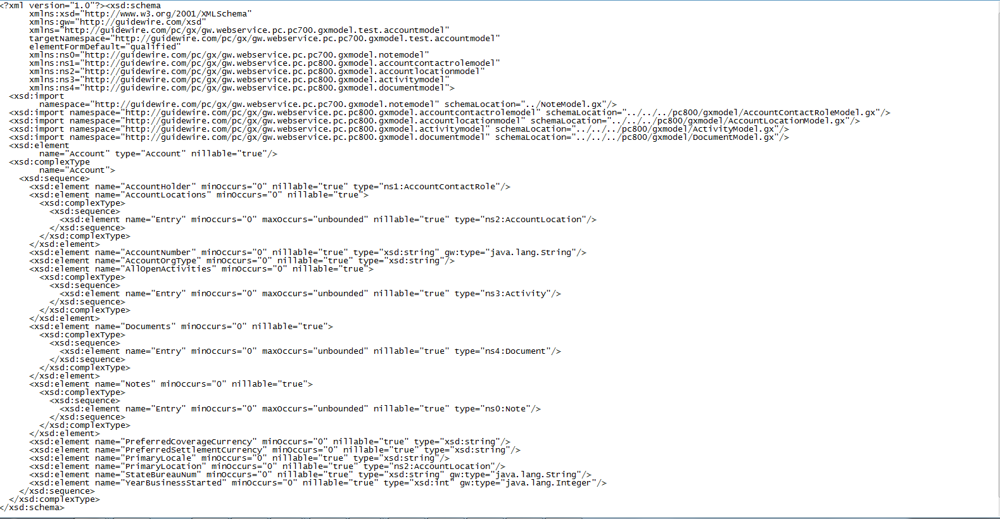 <?xml version="1.0"?><xsd:schema
xmlns:xsd="http://www.w3.org/2001/XMLSchema"
xmlns:gw="http://guidewire.com/xsd"
xmlns="http://guidewire.com/pc/gx/gw.webservice.pc.pc700.gxmodel.test.accountmodel"
targetNamespace="http://guidewire.com/pc/gx/gw.webservice.pc.pc700.gxmodel.test.accountmodel"
elementFormDefault="qualified"
xmlns:ns0="http://guidewire.com/pc/gx/gw.webservice.pc.pc700.gxmodel.notemodel"
xmlns:ns1="http://guidewire.com/pc/gx/gw.webservice.pc.pc800.gxmodel.accountcontactrolemodel"
xmlns:ns2="http://guidewire.com/pc/gx/gw.webservice.pc.pc800.gxmodel.accountlocationmodel"
xmlns:ns3="http://guidewire.com/pc/gx/gw.webservice.pc.pc800.gxmodel.activitymodel"
xmlns:ns4="http://guidewire.com/pc/gx/gw.webservice.pc.pc800.gxmodel.documentmodel">
<xsd:import
namespace="http://guidewire.com/pc/gx/gw.webservice.pc.pc700.gxmodel.notemodel" schemaLocation="../NoteModel.gx"/>
<xsd:import namespace="http://guidewire.com/pc/gx/gw.webservice.pc.pc800.gxmodel.accountcontactrolemodel" schemaLocation="../../../pc800/gxmodel/AccountContactRoleModel.gx"/>
<xsd:import namespace="http://guidewire.com/pc/gx/gw.webservice.pc.pc800.gxmodel.accountlocationmodel" schemaLocation="../../../pc800/gxmodel/AccountLocationModel.gx"/>
<xsd:import namespace="http://guidewire.com/pc/gx/gw.webservice.pc.pc800.gxmodel.activitymodel" schemaLocation="../../../pc800/gxmodel/ActivityModel.gx"/>
<xsd:import namespace="http://guidewire.com/pc/gx/gw.webservice.pc.pc800.gxmodel.documentmodel" schemaLocation="../../../pc800/gxmodel/DocumentModel.gx"/>
<xsd:element
name="Account" type="Account" nillable="true"/>
<xsd:complexType
name="Account">
<xsd:sequence>
<xsd:element name="AccountHolder" minOccurs="0" nillable="true" type="ns1:AccountContactRole"/>
<xsd:element name="AccountLocations" minOccurs="0" nillable="true">
<xsd:complexType>
<xsd:sequence>
<xsd:element name="Entry" minOccurs="0" maxOccurs="unbounded" nillable="true" type="ns2:AccountLocation"/>
</xsd:sequence>
</xsd:complexType>
</xsd:element>
<xsd:element name="AccountNumber" minOccurs="0" nillable="true" type="xsd:string" gw:type="java.lang.String"/>
<xsd:element name="AccountOrgType" minOccurs="0" nillable="true" type="xsd:string"/>
<xsd:element name="AllOpenActivities" minOccurs="0" nillable="true">
<xsd:complexType>
<xsd:sequence>
<xsd:element name="Entry" minOccurs="0" maxOccurs="unbounded" nillable="true" type="ns3:Activity"/>
</xsd:sequence>
</xsd:complexType>
</xsd:element>
<xsd:element name="Documents" minOccurs="0" nillable="true">
<xsd:complexType>
<xsd:sequence>
<xsd:element name="Entry" minOccurs="0" maxOccurs="unbounded" nillable="true" type="ns4:Document"/>
</xsd:sequence>
</xsd:complexType>
</xsd:element>
<xsd:element name="Notes" minOccurs="0" nillable="true">
<xsd:complexType>
<xsd:sequence>
<xsd:element name="Entry" minOccurs="0" maxOccurs="unbounded" nillable="true" type="ns0:Note"/>
</xsd:sequence>
</xsd:complexType>
</xsd:element>
<xsd:element name="PreferredCoverageCurrency" minOccurs="0" nillable="true" type="xsd:string"/>
<xsd:element name="PreferredSettlementCurrency" minOccurs="0" nillable="true" type="xsd:string"/>
<xsd:element name="PrimaryLocale" minOccurs="0" nillable="true" type="xsd:string"/>
<xsd:element name="PrimaryLocation" minOccurs="0" nillable="true" type="ns2:AccountLocation"/>
<xsd:element name="StateBureauNum" minOccurs="0" nillable="true" type="xsd:string" gw:type="java.lang.String"/>
<xsd:element name="YearBusinessStarted" minOccurs="0" nillable="true" type="xsd:int" gw:type="java.lang.Integer"/>
</xsd:sequence>
</xsd:complexType>
</xsd:schema>